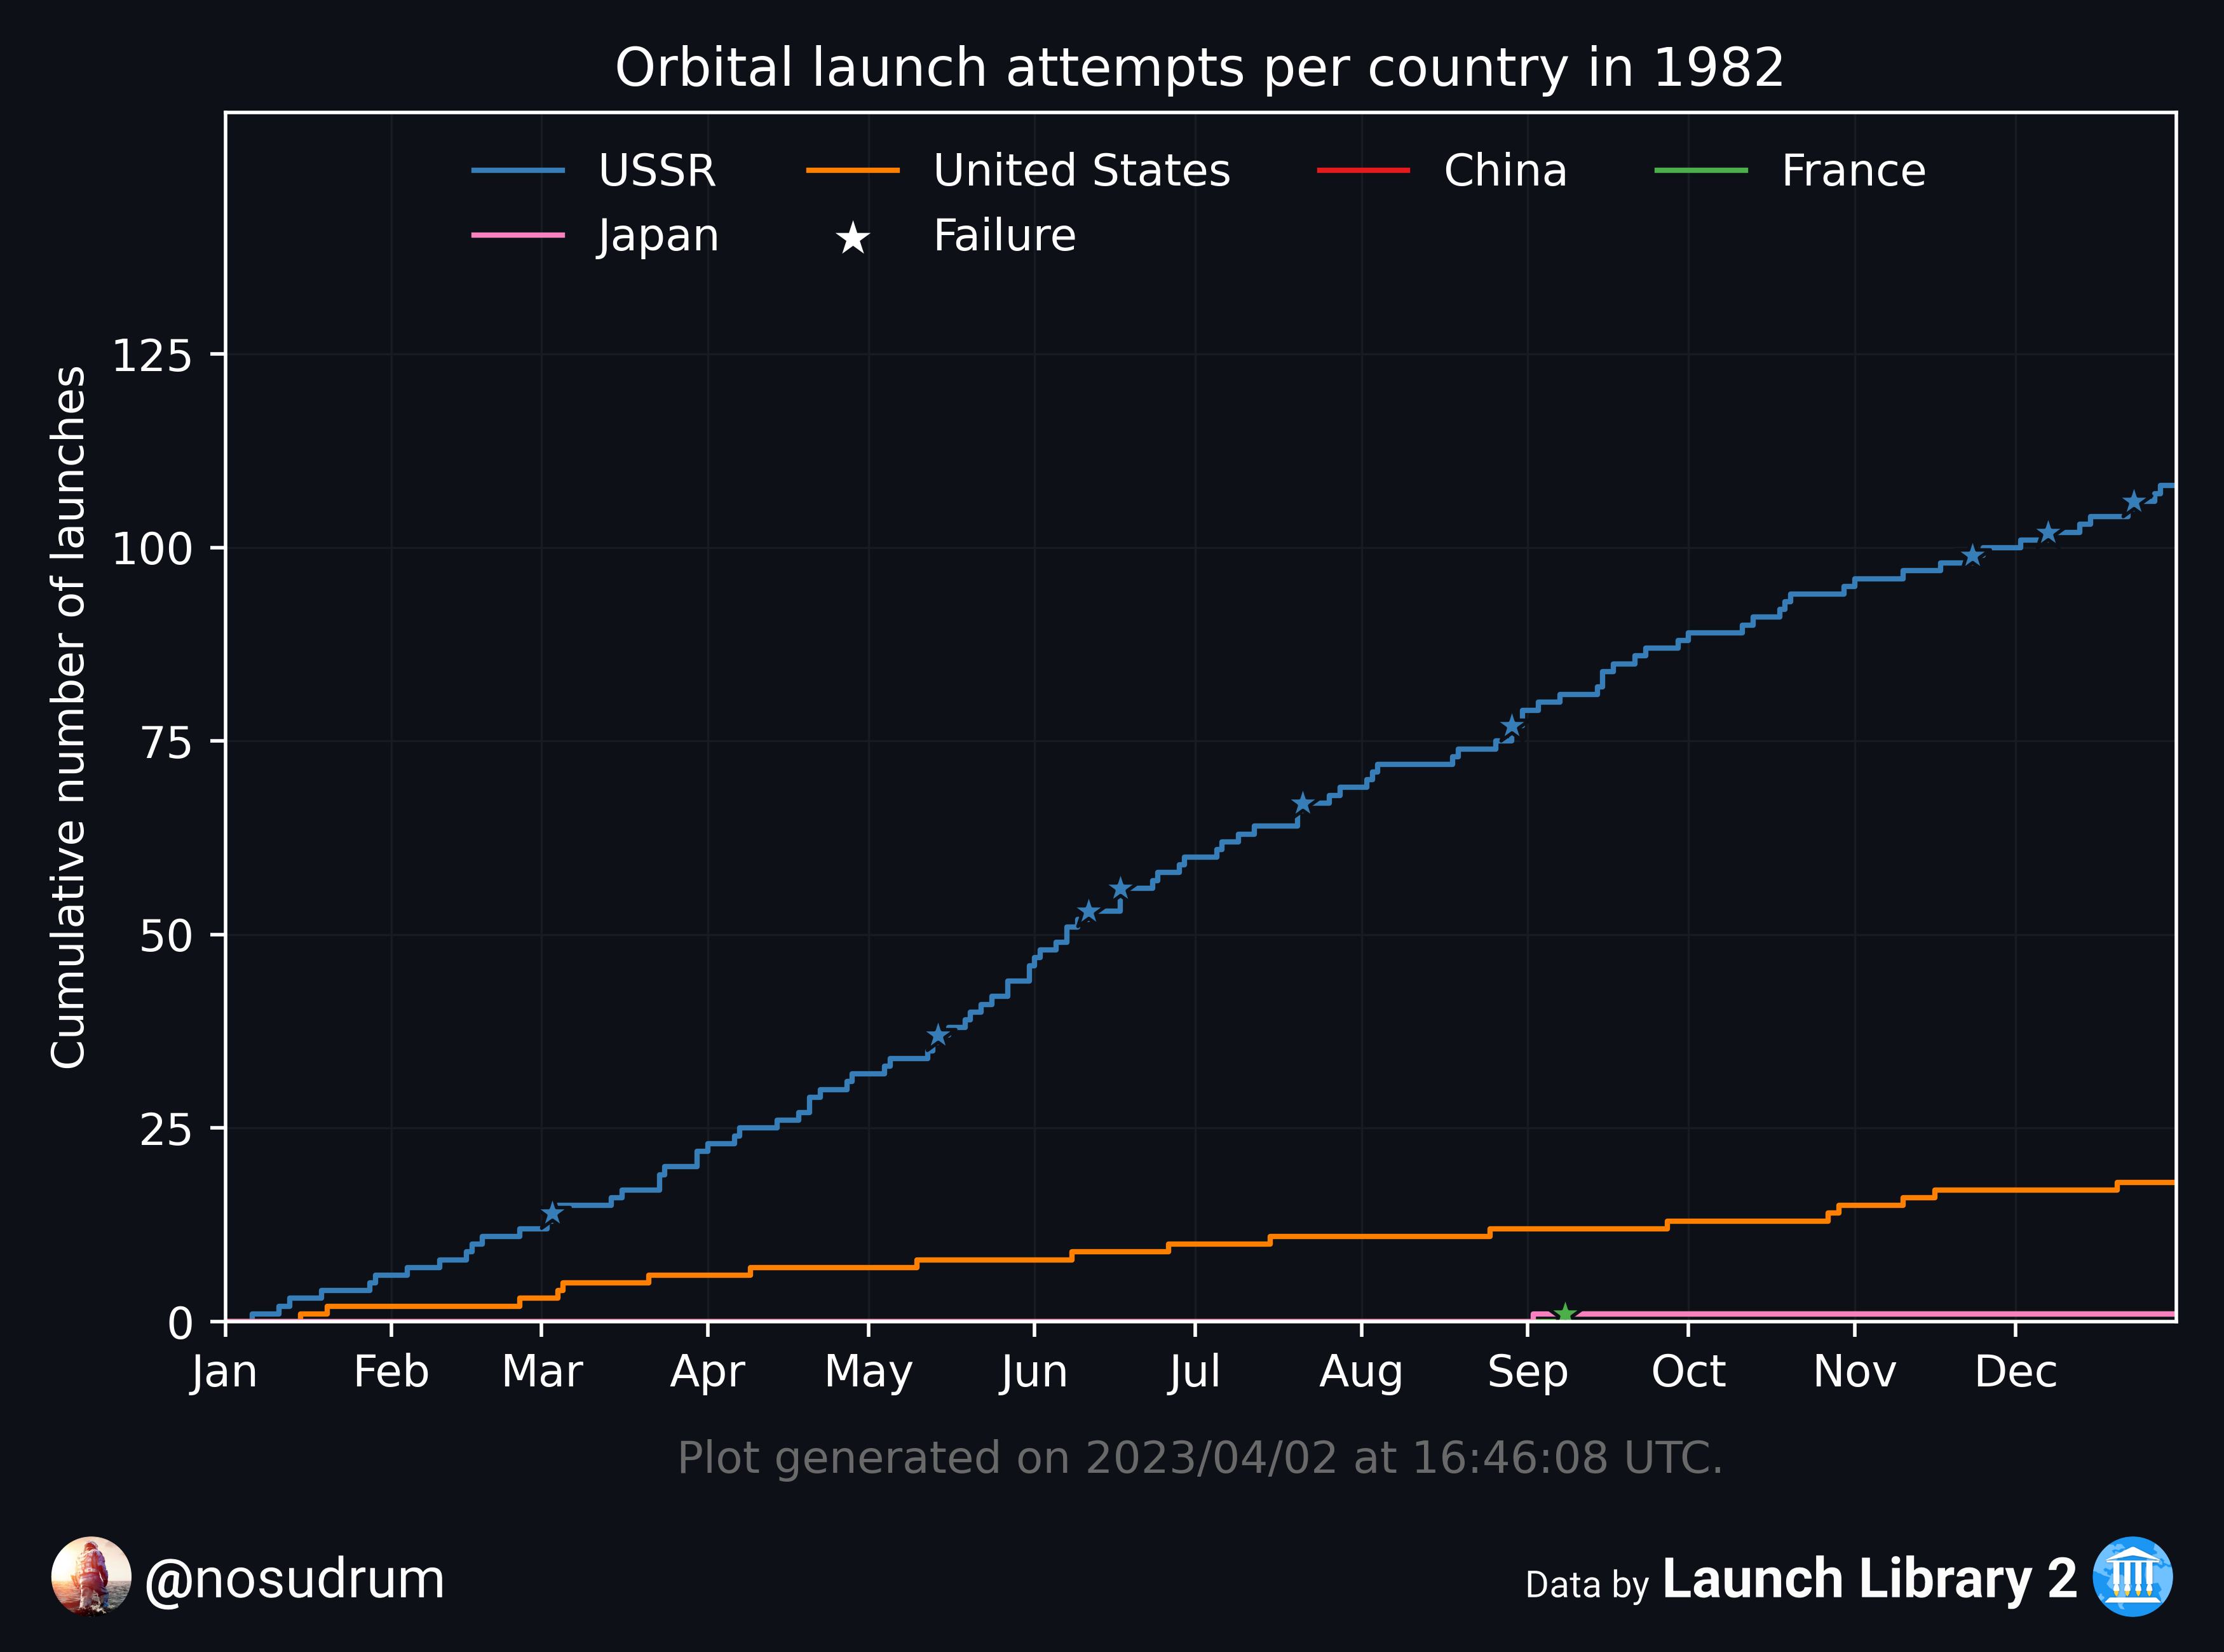 Orbital launch attempts per country in 1982
USSR United States China France
Japan Failure
Cumulative number of launches
125
100
75
50
25
0
Jan Feb Mar Apr May Jun Jul Aug Sep Oct Nov Dec
Plot generated on 2023/04/02 at 16:46:08 UTC.
@nosudrum
Data by Launch Library 2